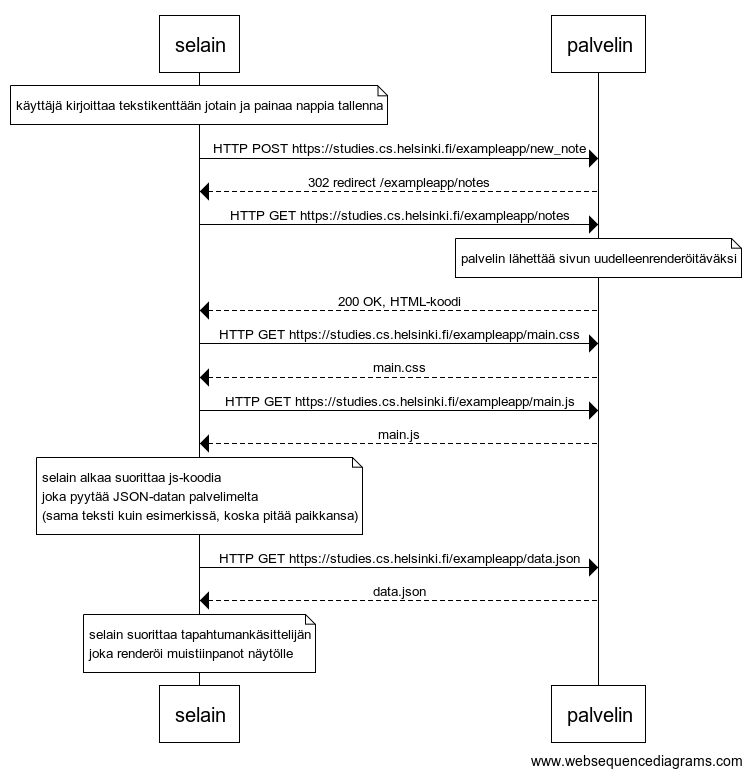 selain
palvelin
käyttäjä kirjoittaa tekstikenttään jotain ja painaa nappia tallenna
HTTP POST https://studies.cs.helsinki.fi/exampleapp/new_note
302 redirect /exampleapp/notes
HTTP GET https://studies.cs.helsinki.fi/exampleapp/notes
palvelin lähettää sivun uudelleenrenderöitäväksi
200 OK, HTML-koodi
HTTP GET https://studies.cs.helsinki.fi/exampleapp/main.css
main.css
HTTP GET https://studies.cs.helsinki.fi/exampleapp/main.js
main.js
selain alkaa suorittaa js-koodia
joka pyytää JSON-datan palvelimelta
(sama teksti kuin esimerkissä, koska pitää paikkansa)
HTTP GET https://studies.cs.helsinki.fi/exampleapp/data.json
data.json
selain suorittaa tapahtumankäsittelijän
joka renderöi muistiinpanot näytölle
selain
palvelin
www.websequencediagrams.com